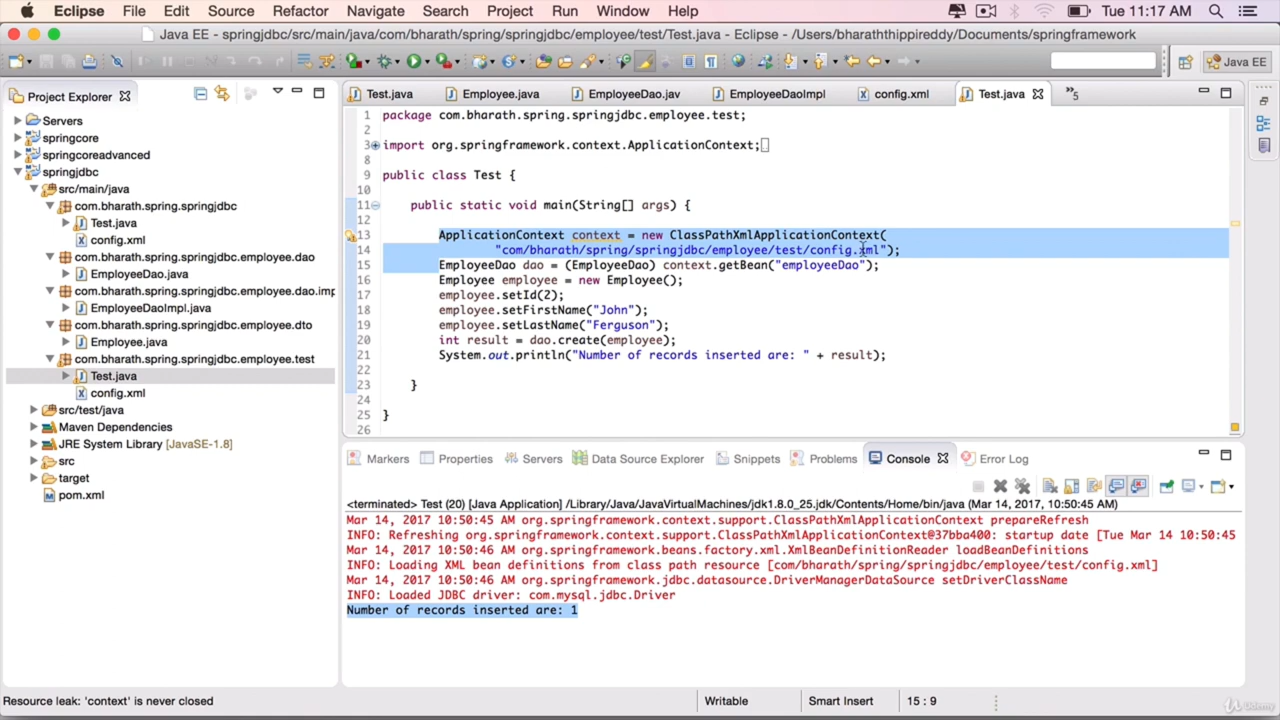 Eclipse File Edit Source Refactor Navigate Search Project Run Window Help Tue 11:17 AM
Java EE - springjdbc/src/main/java/com/bharath/spring/springjdbc/employee/test/Test.java - Eclipse - /Users/bharaththippireddy/Documents/springframework
Java EE
Project Explorer
Servers
springcore
springcoreadvanced
springjdbc
src/main/java
com.bharath.spring.springjdbc
Test.java
config.xml
com.bharath.spring.springjdbc.employee.dao
EmployeeDao.java
com.bharath.spring.springjdbc.employee.dao.imp
EmployeeDaoImpl.java
com.bharath.spring.springjdbc.employee.dto
Employee.java
com.bharath.spring.springjdbc.employee.test
Test.java
config.xml
src/test/java
Maven Dependencies
JRE System Library [JavaSE-1.8]
src
target
pom.xml
Test.java Employee.java EmployeeDao.jav EmployeeDaoImpl config.xml Test.java »5
1 package com.bharath.spring.springjdbc.employee.test;
2
3 import org.springframework.context.ApplicationContext;
8
9 public class Test {
10
11 public static void main(String[] args) {
12
13 ApplicationContext context = new ClassPathXmlApplicationContext(
14 "com/bharath/spring/springjdbc/employee/test/config.xml");
15 EmployeeDao dao = (EmployeeDao) context.getBean("employeeDao");
16 Employee employee = new Employee();
17 employee.setId(2);
18 employee.setFirstName("John");
19 employee.setLastName("Ferguson");
20 int result = dao.create(employee);
21 System.out.println("Number of records inserted are: " + result);
22
23 }
24
25 }
26
Markers Properties Servers Data Source Explorer Snippets Problems Console Error Log
<terminated> Test (20) [Java Application] /Library/Java/JavaVirtualMachines/jdk1.8.0_25.jdk/Contents/Home/bin/java (Mar 14, 2017 10:50:45 AM)
Mar 14, 2017 10:50:45 AM org.springframework.context.support.ClassPathXmlApplicationContext prepareRefresh
INFO: Refreshing org.springframework.context.support.ClassPathXmlApplicationContext@37bba400: startup date [Tue Mar 14 10:50:45
Mar 14, 2017 10:50:46 AM org.springframework.beans.factory.xml.XmlBeanDefinitionReader loadBeanDefinitions
INFO: Loading XML bean definitions from class path resource [com/bharath/spring/springjdbc/employee/test/config.xml]
Mar 14, 2017 10:50:46 AM org.springframework.jdbc.datasource.DriverManagerDataSource setDriverClassName
INFO: Loaded JDBC driver: com.mysql.jdbc.Driver
Number of records inserted are: 1
Resource leak: 'context' is never closed Writable Smart Insert 15 : 9
Udemy